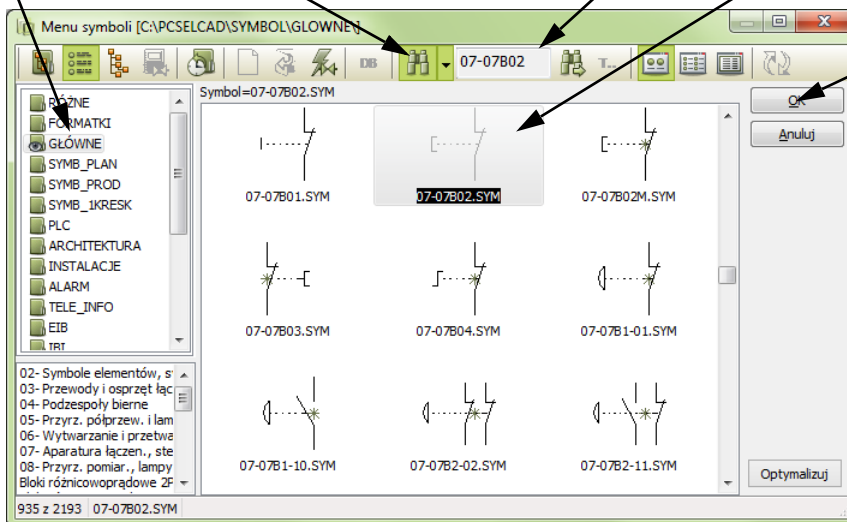 Menu symboli [C:\PCSELCAD\SYMBOL\GLOWNE\]
DB 07-07B02 T...
Symbol=07-07B02.SYM
RÓŻNE
FORMATKI
GŁÓWNE
SYMB_PLAN
SYMB_PROD
SYMB_1KRESK
PLC
ARCHITEKTURA
INSTALACJE
ALARM
TELE_INFO
EIB
IBI
02- Symbole elementów, s
03- Przewody i osprzęt łąc
04- Podzespoły bierne
05- Przyrz. półprzew. i lam
06- Wytwarzanie i przetwa
07- Aparatura łączen., ste
08- Przyrz. pomiar., lampy
Bloki różnicowoprądowe 2P
07-07B01.SYM 07-07B02.SYM 07-07B02M.SYM
07-07B03.SYM 07-07B04.SYM 07-07B1-01.SYM
07-07B1-10.SYM 07-07B2-02.SYM 07-07B2-11.SYM
OK
Anuluj
Optymalizuj
935 z 2193 07-07B02.SYM